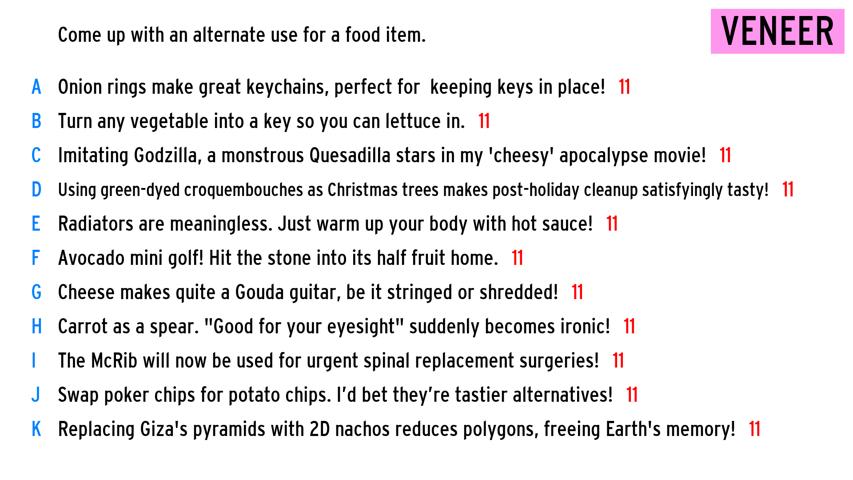 Come up with an alternate use for a food item.
VENEER
A Onion rings make great keychains, perfect for  keeping keys in place! 11
B Turn any vegetable into a key so you can lettuce in. 11
C Imitating Godzilla, a monstrous Quesadilla stars in my 'cheesy' apocalypse movie! 11
D Using green-dyed croquembouches as Christmas trees makes post-holiday cleanup satisfyingly tasty! 11
E Radiators are meaningless. Just warm up your body with hot sauce! 11
F Avocado mini golf! Hit the stone into its half fruit home. 11
G Cheese makes quite a Gouda guitar, be it stringed or shredded! 11
H Carrot as a spear. "Good for your eyesight" suddenly becomes ironic! 11
I The McRib will now be used for urgent spinal replacement surgeries! 11
J Swap poker chips for potato chips. I’d bet they’re tastier alternatives! 11
K Replacing Giza's pyramids with 2D nachos reduces polygons, freeing Earth's memory! 11